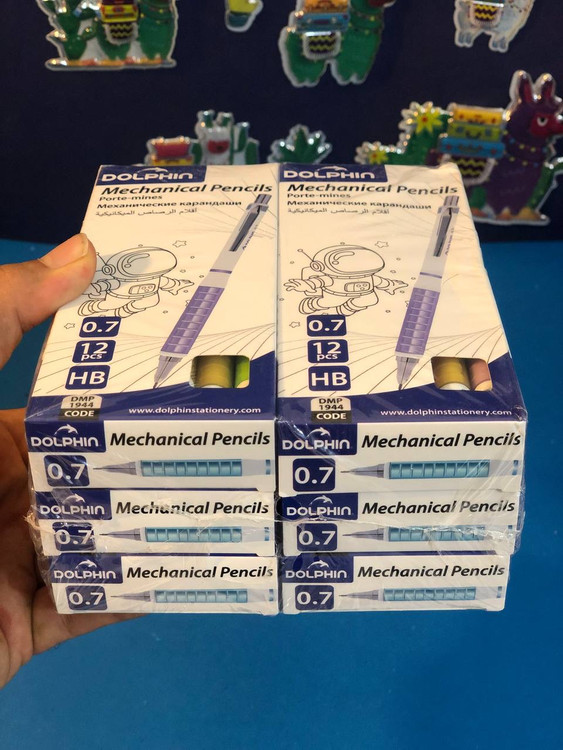 DOLPHIN
Mechanical Pencils
Porte-mines
Механические карандаши
أقلام الرصاص الميكانيكية
0.7
12
pcs
HB
DMP
1944
CODE
www.dolphinstationery.com
DOLPHIN
Mechanical Pencils
Porte-mines
Механические карандаши
أقلام الرصاص الميكانيكية
0.7
12
pcs
HB
DMP
1944
CODE
www.dolphinstationery.com
DOLPHIN
Mechanical Pencils
0.7
DOLPHIN
Mechanical Pencils
0.7
DOLPHIN
Mechanical Pencils
0.7
DOLPHIN
Mechanical Pencils
0.7
DOLPHIN
Mechanical Pencils
0.7
DOLPHIN
Mechanical Pencils
0.7